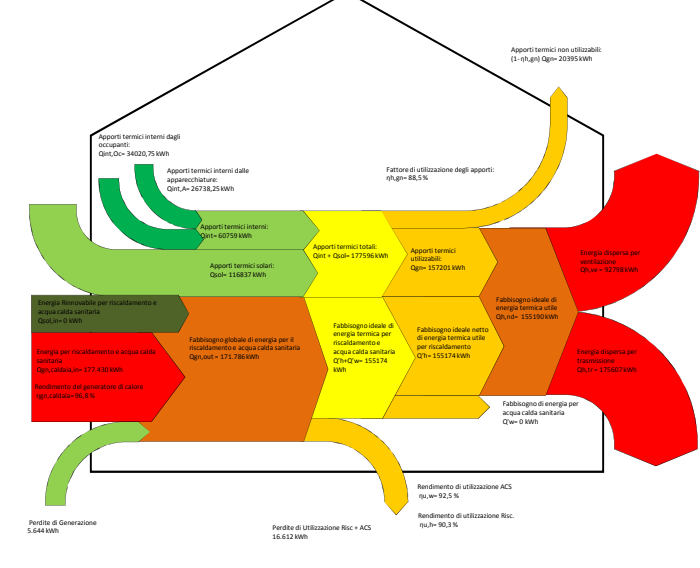 Apporti termici non utilizzabili:
(1- ηh,gn) Qgn= 20395 kWh
Apporti termici interni dagli
occupanti:
Qint,Oc= 34020,75 kWh
Apporti termici interni dalle
apparecchiature:
Qint,A= 26738,25 kWh
Fattore di utilizzazione degli apporti:
ηh,gn= 88,5 %
Apporti termici interni:
Qint= 60759 kWh
Apporti termici totali:
Qint + Qsol= 177596 kWh
Apporti termici
utilizzabili:
Qgn= 157201 kWh
Energia dispersa per
ventilazione
Qh,ve = 52798 kWh
Apporti termici solari:
Qsol= 116837 kWh
Energia Rinnovabile per riscaldamento e
acqua calda sanitaria
Qsol,in= 0 kWh
Fabbisogno ideale di
energia termica utile
Qh,nd= 155190 kWh
Energia per riscaldamento e acqua calda
sanitaria
Qgn,caldaia,in= 177.430 kWh
Rendimento del generatore di calore
ηgn,caldaia= 96,8 %
Fabbisogno globale di energia per il
riscaldamento e acqua calda sanitaria
Qgn,out = 171.786 kWh
Fabbisogno ideale di
energia termica per
riscaldamento e
acqua calda sanitaria
Q'h+Q'w= 155174
kWh
Fabbisogno ideale netto
di energia termica utile
per riscaldamento
Q'h= 155174 kWh
Energia dispersa per
trasmissione
Qh,tr= 175607 kWh
Fabbisogno di energia per
acqua calda sanitaria
Q'w= 0 kWh
Rendimento di utilizzazione ACS
ηu,w= 92,5 %
Rendimento di utilizzazione Risc.
ηu,h= 90,3 %
Perdite di Generazione
5.644 kWh
Perdite di Utilizzazione Risc + ACS
16.612 kWh